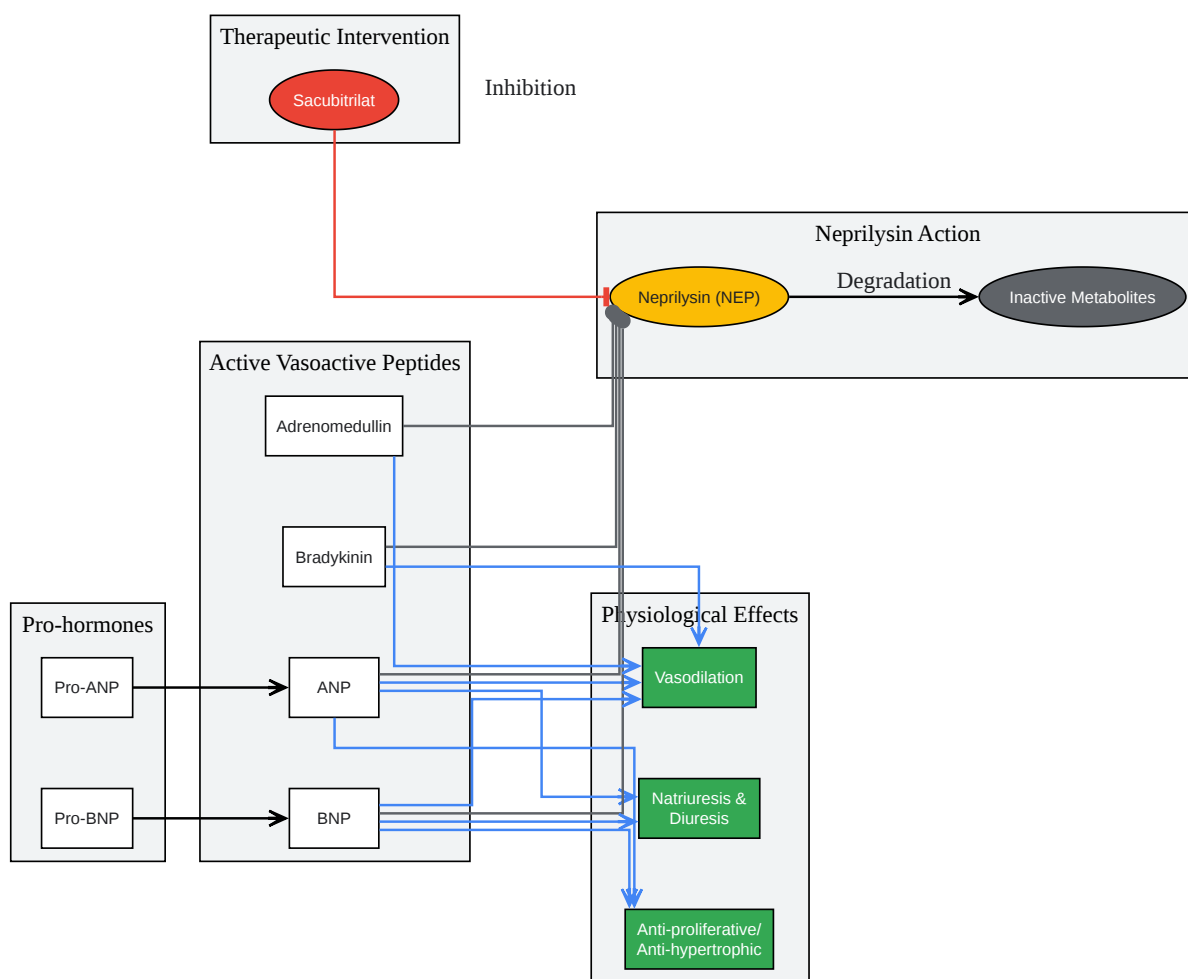 Therapeutic Intervention
Sacubitrilat
Inhibition
Neprilysin Action
Neprilysin (NEP)
Degradation
Inactive Metabolites
Active Vasoactive Peptides
Adrenomedullin
Bradykinin
Pro-hormones
Pro-ANP
ANP
Pro-BNP
BNP
Physiological Effects
Vasodilation
Natriuresis &
Diuresis
Anti-proliferative/
Anti-hypertrophic